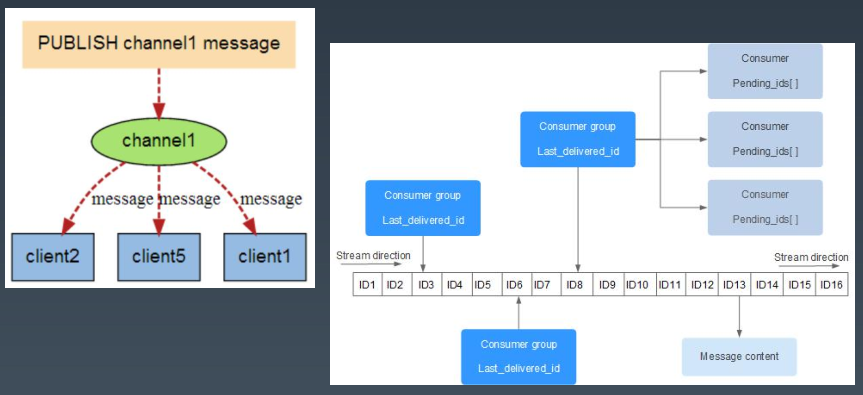 PUBLISH channel1 message
channel1
message message message
client2 client5 client1
Consumer
Pending_ids[ ]
Consumer group
Last_delivered_id
Consumer
Pending_ids[ ]
Consumer group
Last_delivered_id
Consumer
Pending_ids[ ]
Stream direction
Stream direction
ID1 ID2 ID3 ID4 ID5 ID6 ID7 ID8 ID9 ID10 ID11 ID12 ID13 ID14 ID15 ID16
Consumer group
Last_delivered_id
Message content